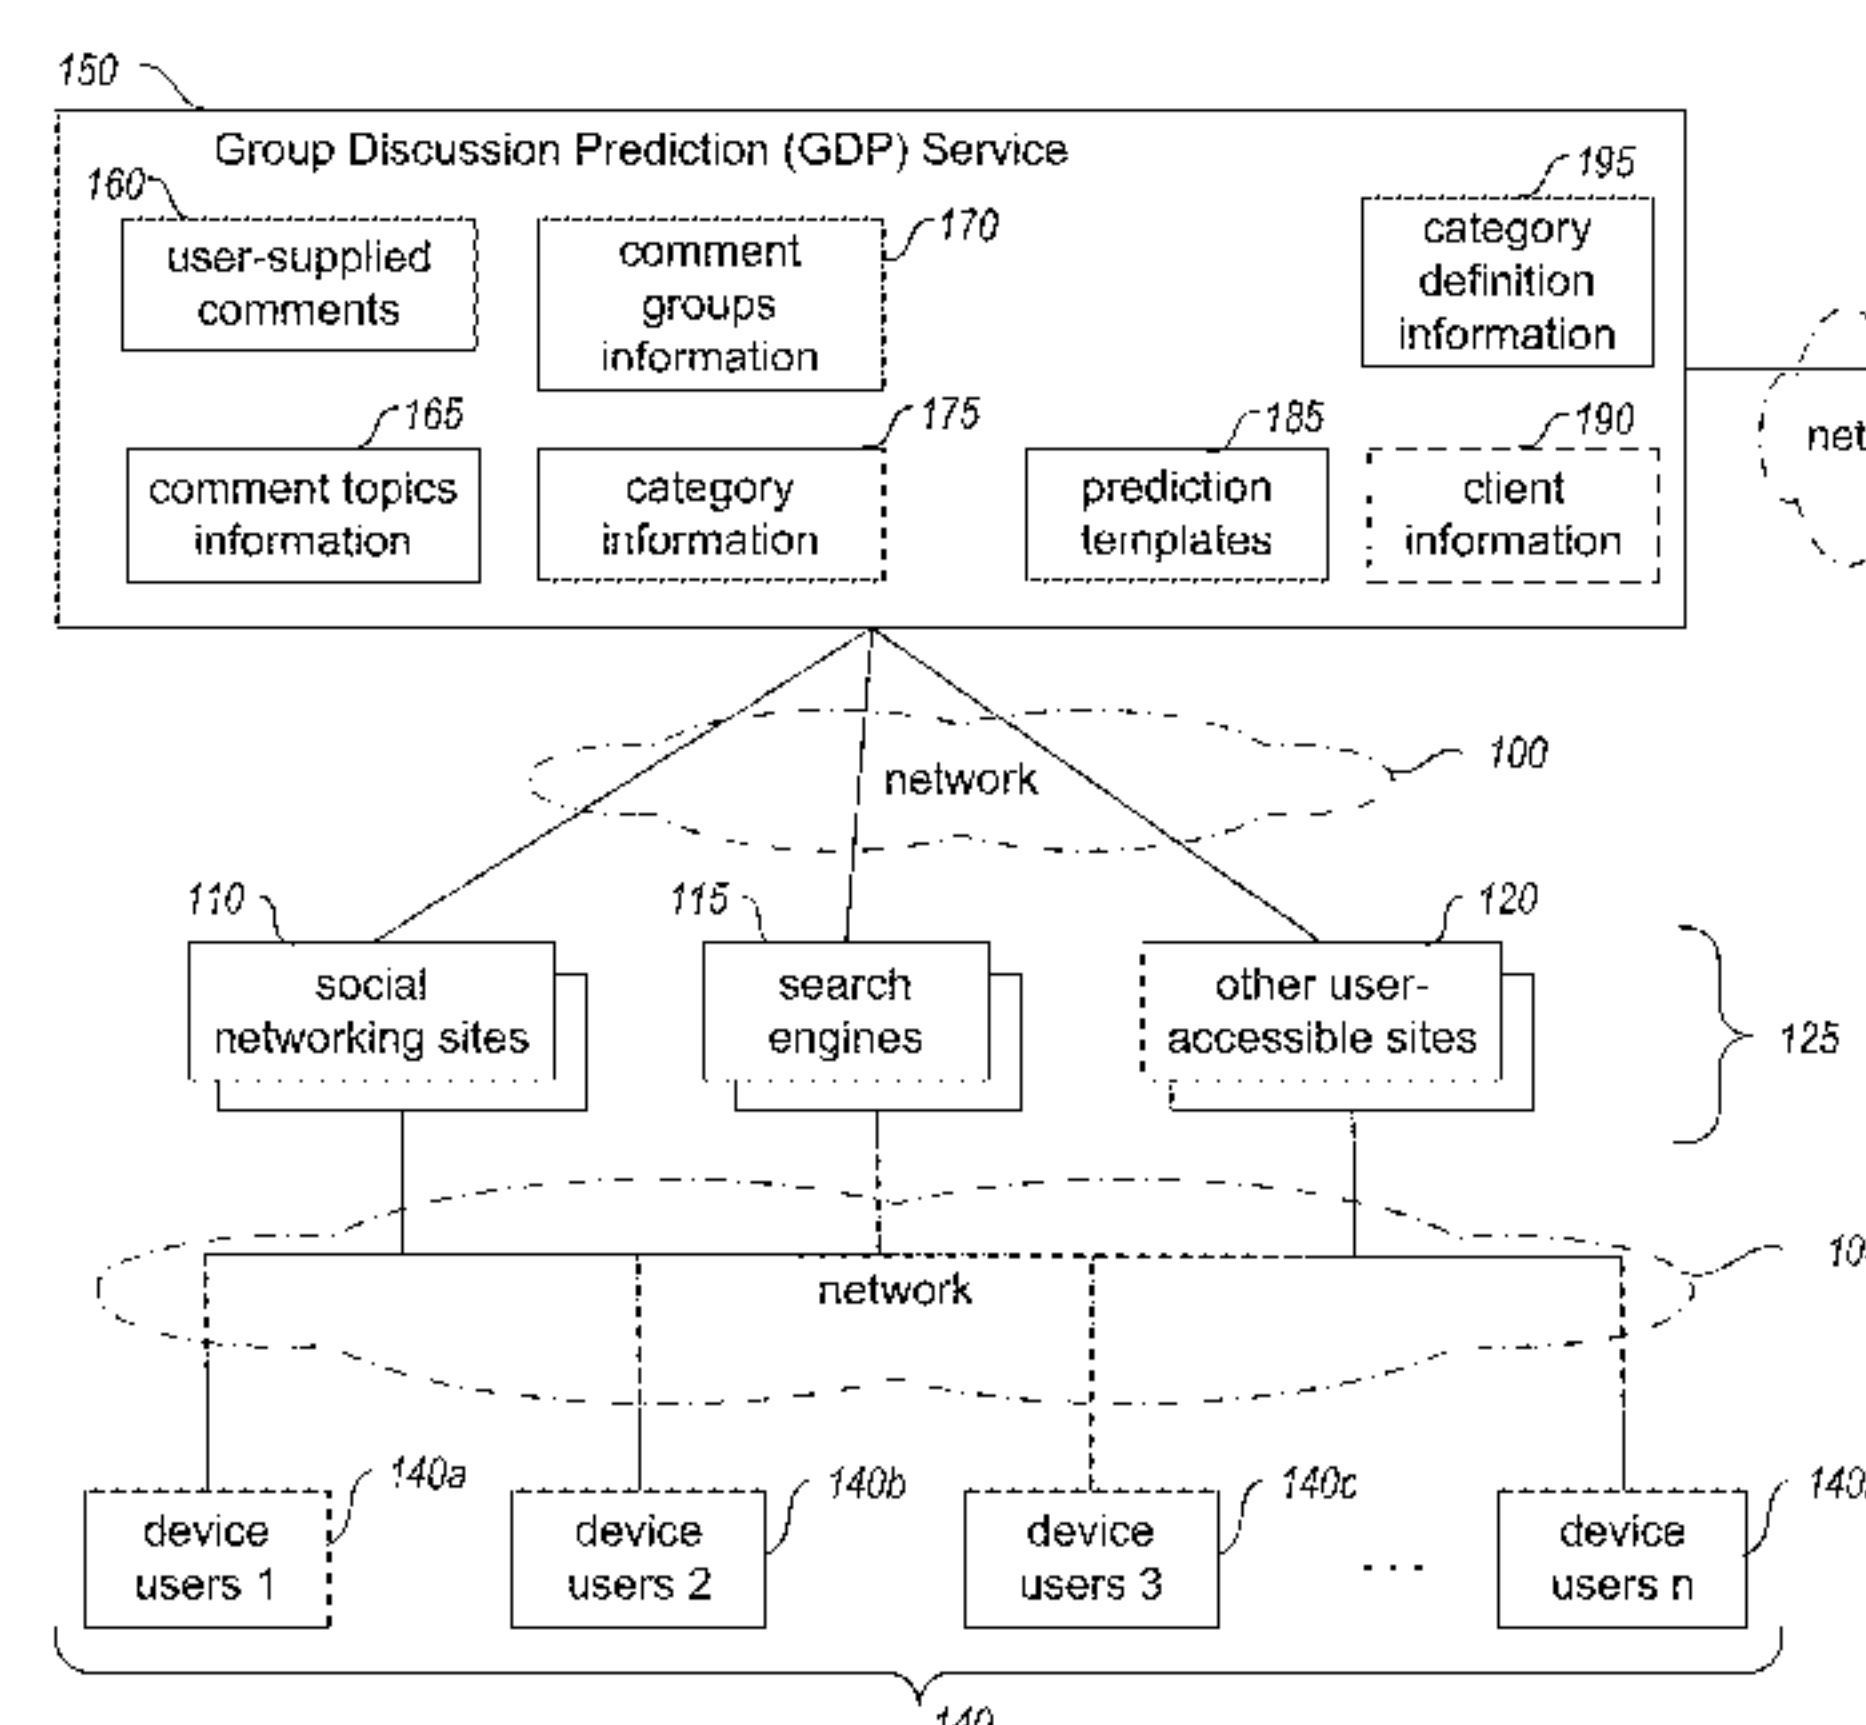 150
Group Discussion Prediction (GDP) Service
160
user-supplied
comments
170
comment
groups
information
195
category
definition
information
165
comment topics
information
175
category
information
185
prediction
templates
190
client
information
network
100
110
social
networking sites
115
search
engines
120
other user-
accessible sites
125
network
140a
device
users 1
140b
device
users 2
140c
device
users 3
...
device
users n
140